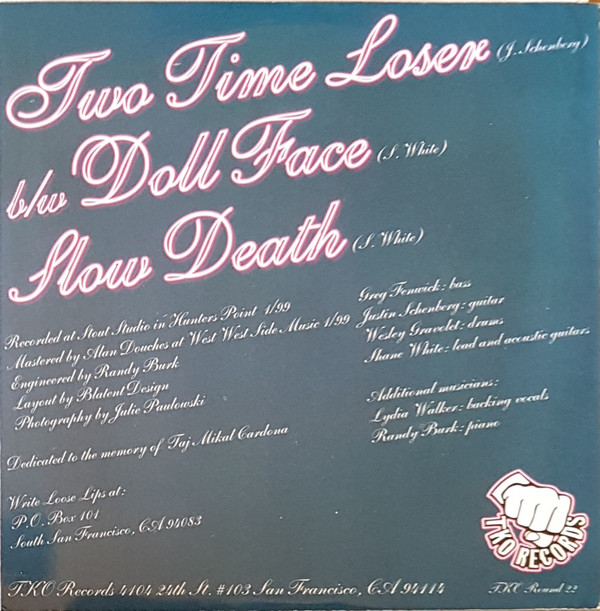 Two Time Loser (J. Schenberg)
b/w Doll Face (S. White)
Slow Death (S. White)
Recorded at Stout Studio in Hunters Point 1/99
Mastered by Alan Douches at West West Side Music 1/99
Engineered by Randy Burk
Layout by Blatent Design
Photography by Julie Paulowski
Dedicated to the memory of Taj Mikal Cardona
Write Loose Lips at:
P.O. Box 101
South San Francisco, CA 94083
Greg Fenwick: bass
Justin Schenberg: guitar
Wesley Gravelet: drums
Shane White: lead and acoustic guitars
Additional musicians:
Lydia Walker: backing vocals
Randy Burk: piano
TKO RECORDS
TKO Records 4104 24th St. #103 San Francisco, CA 94114
TKO Round 22